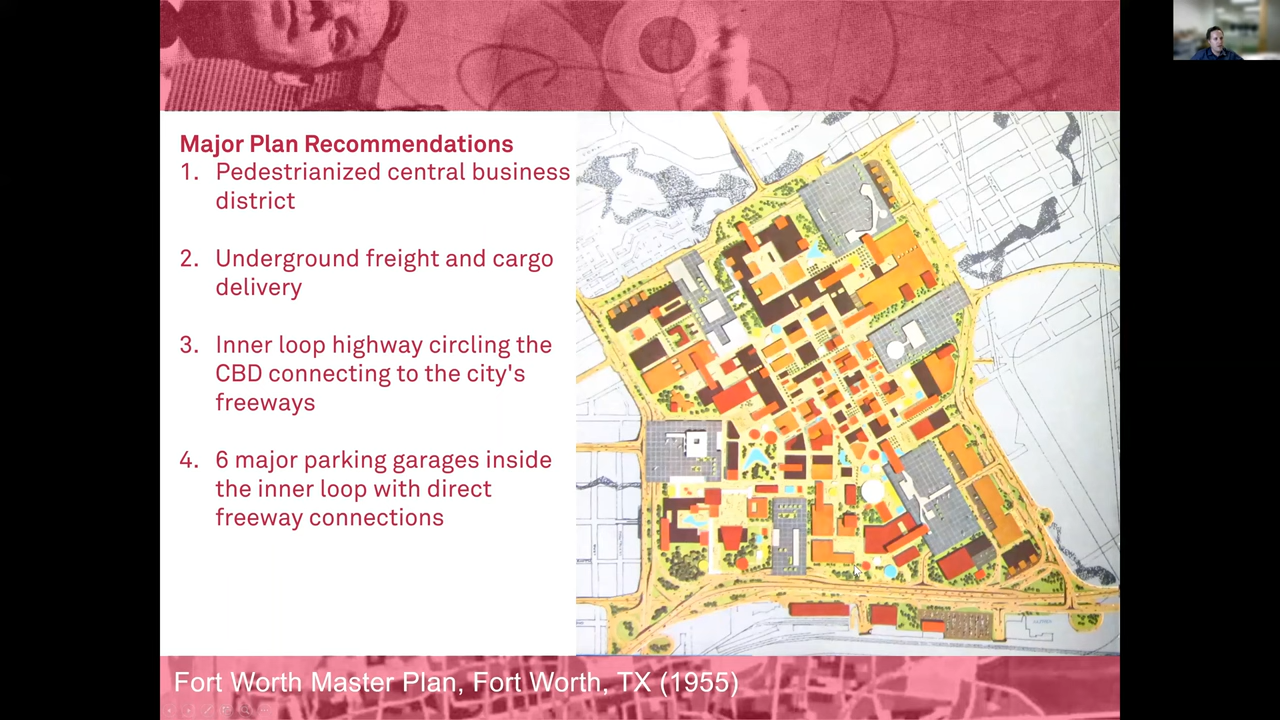 Major Plan Recommendations
1. Pedestrianized central business
district
2. Underground freight and cargo
delivery
3. Inner loop highway circling the
CBD connecting to the city's
freeways
4. 6 major parking garages inside
the inner loop with direct
freeway connections
Fort Worth Master Plan, Fort Worth, TX (1955)